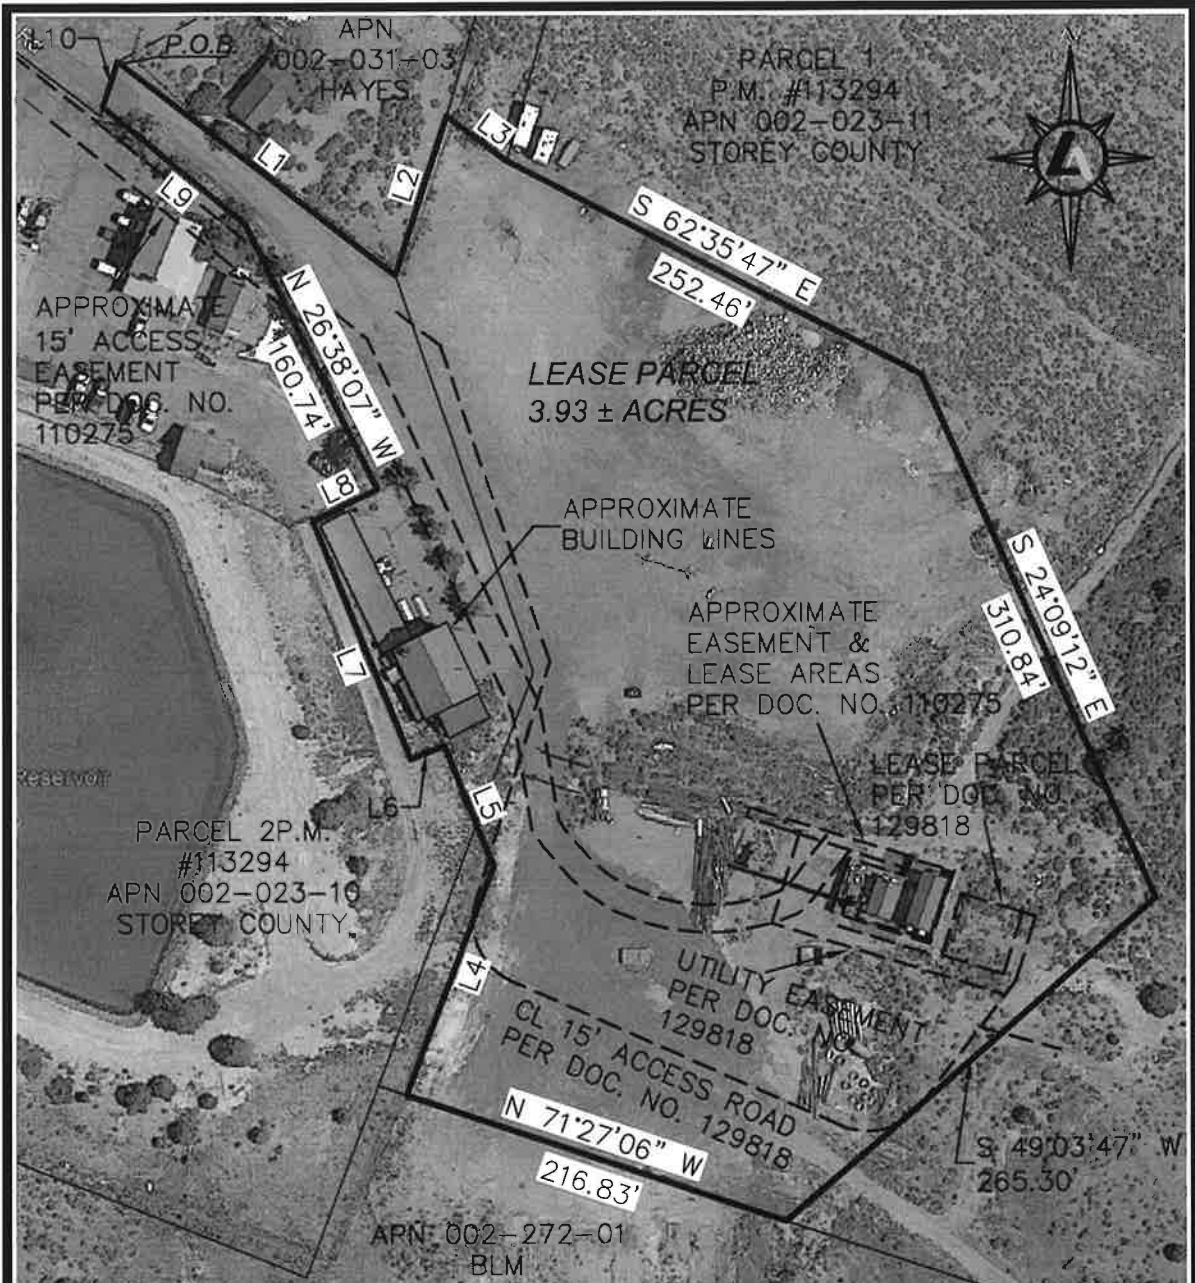 L10
P.O.B.
APN
002-031-03
HAYES
PARCEL 1
P.M. #113294
APN 002-023-11
STOREY COUNTY
N
L1
L2
L3
L9
S 62°35'47" E
252.46'
APPROXIMATE
15' ACCESS
EASEMENT
PER DOC. NO.
110275
N 26°38'07" W
160.74'
LEASE PARCEL
3.93 ± ACRES
L8
APPROXIMATE
BUILDING LINES
S 24°09'12" E
310.84'
APPROXIMATE
EASEMENT &
LEASE AREAS
PER DOC. NO. 110275
L7
LEASE PARCEL
PER DOC. NO.
129818
Reservoir
L6
L5
PARCEL 2P.M.
#113294
APN 002-023-10
STOREY COUNTY
L4
UTILITY EASEMENT
PER DOC. NO.
129818
CL 15' ACCESS ROAD
PER DOC. NO. 129818
N 71°27'06" W
216.83'
S 49°03'47" W
265.30'
APN 002-272-01
BLM